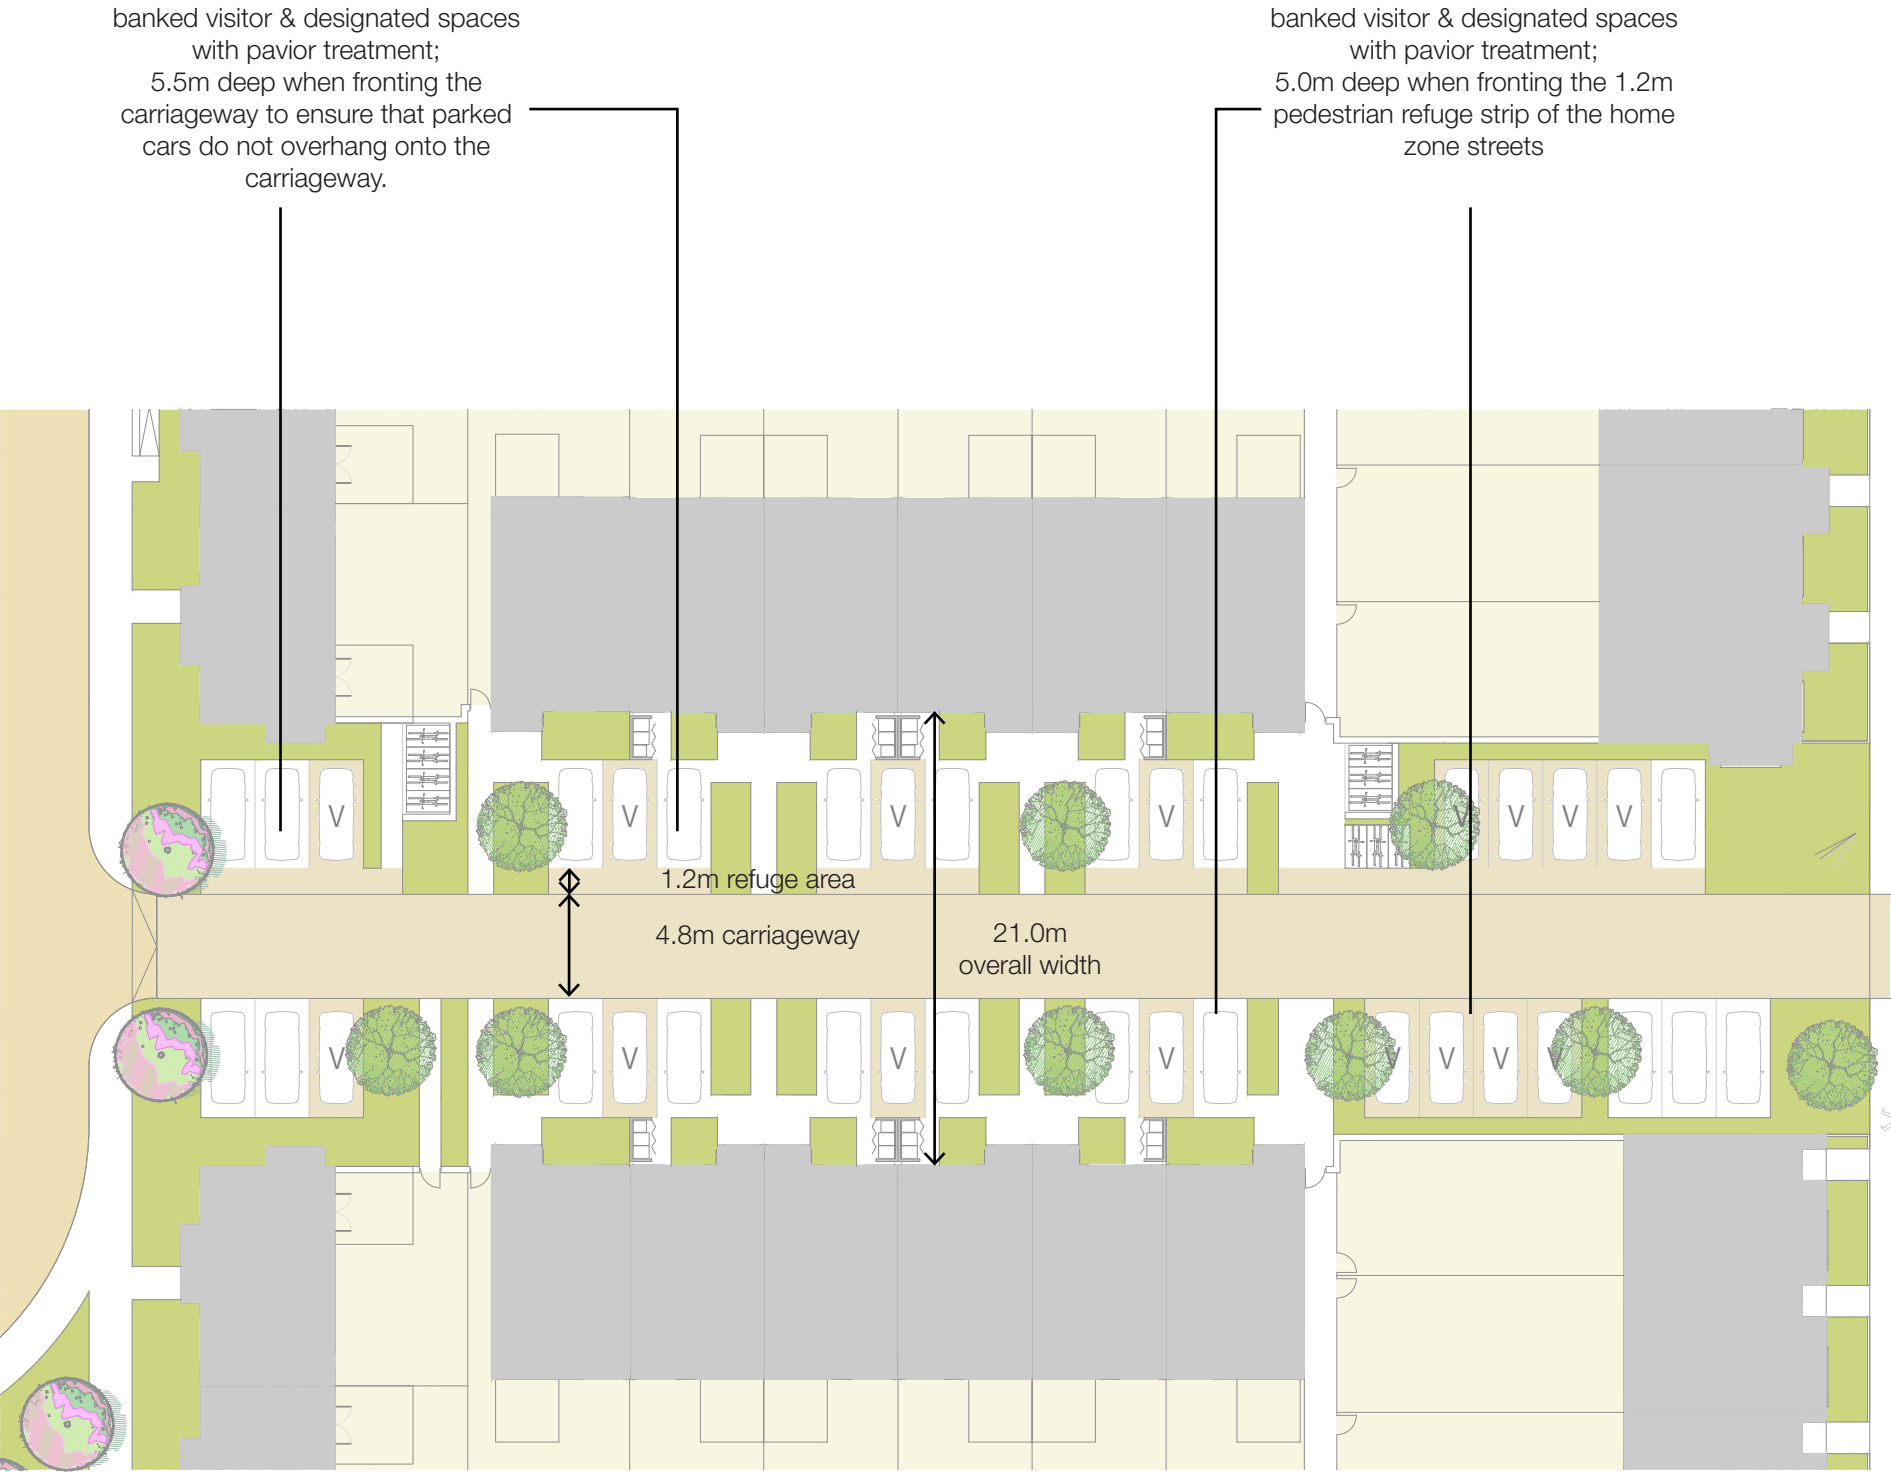 banked visitor & designated spaces
with pavior treatment;
5.5m deep when fronting the
carriageway to ensure that parked
cars do not overhang onto the
carriageway.
banked visitor & designated spaces
with pavior treatment;
5.0m deep when fronting the 1.2m
pedestrian refuge strip of the home
zone streets
V
V
V
V
V
V
V
V
1.2m refuge area
4.8m carriageway
21.0m
overall width
V
V
V
V
V
V
V
V